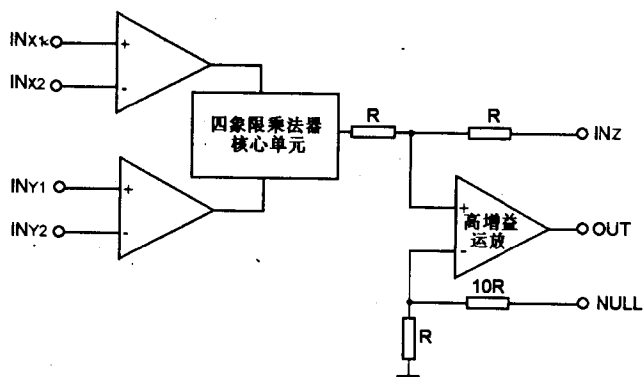 INX1
+
INX2
-
四象限乘法器
核心单元
R
R
INZ
INY1
+
INY2
-
+
高增益
运放
-
OUT
10R
NULL
R